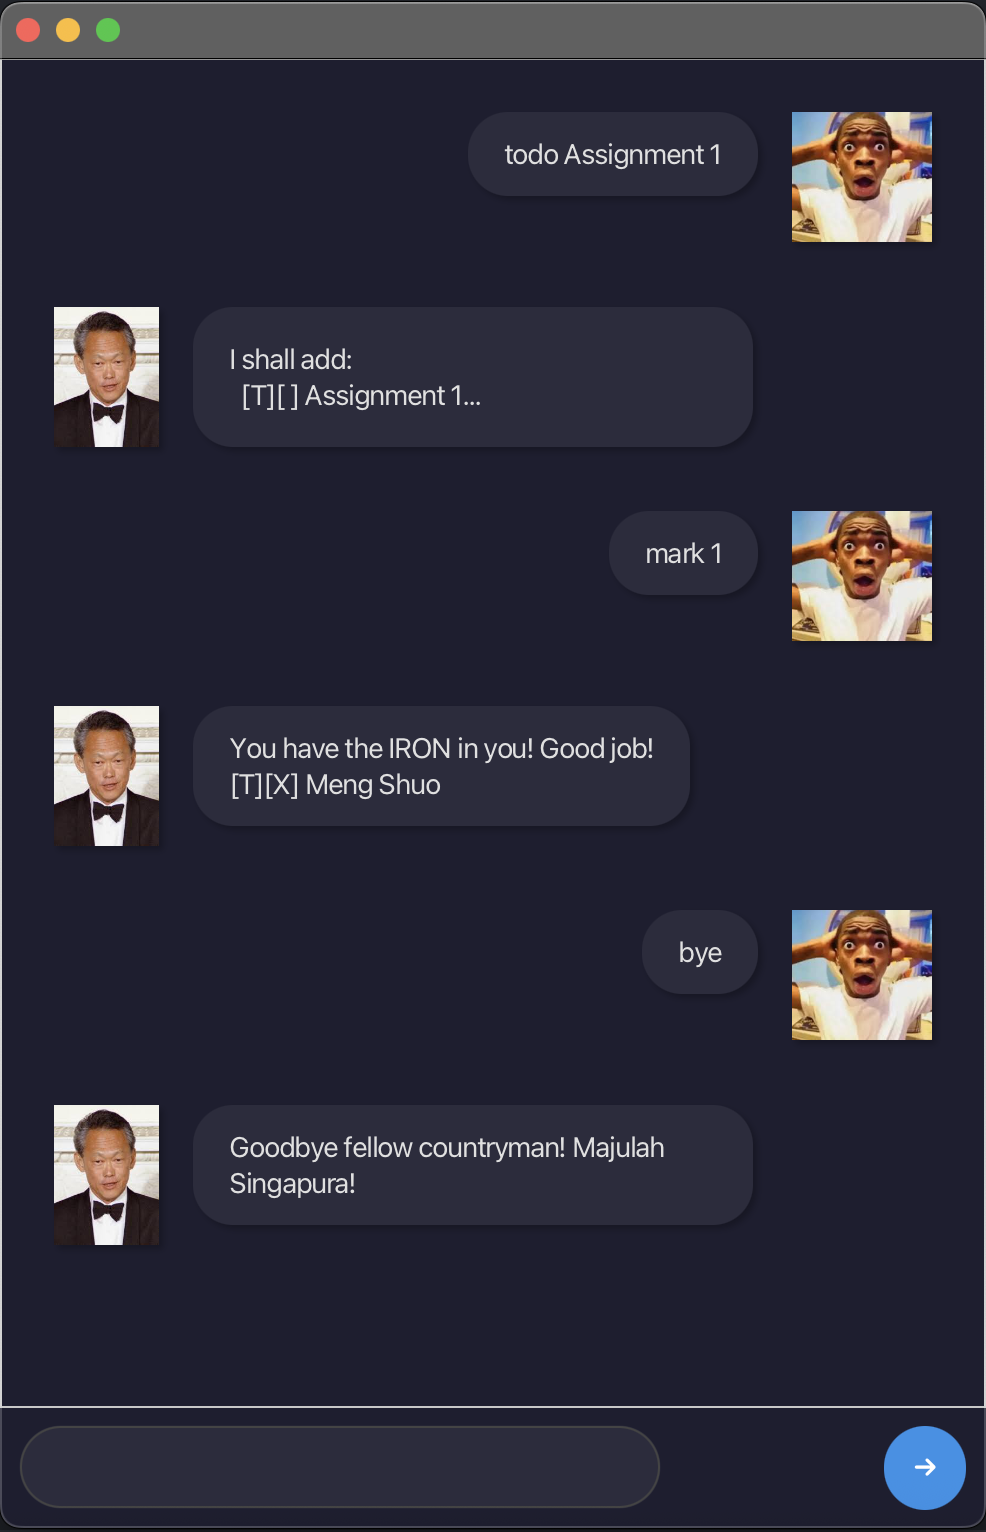 todo Assignment 1
I shall add:
[T][ ] Assignment 1...
mark 1
You have the IRON in you! Good job!
[T][X] Meng Shuo
bye
Goodbye fellow countryman! Majulah
Singapura!